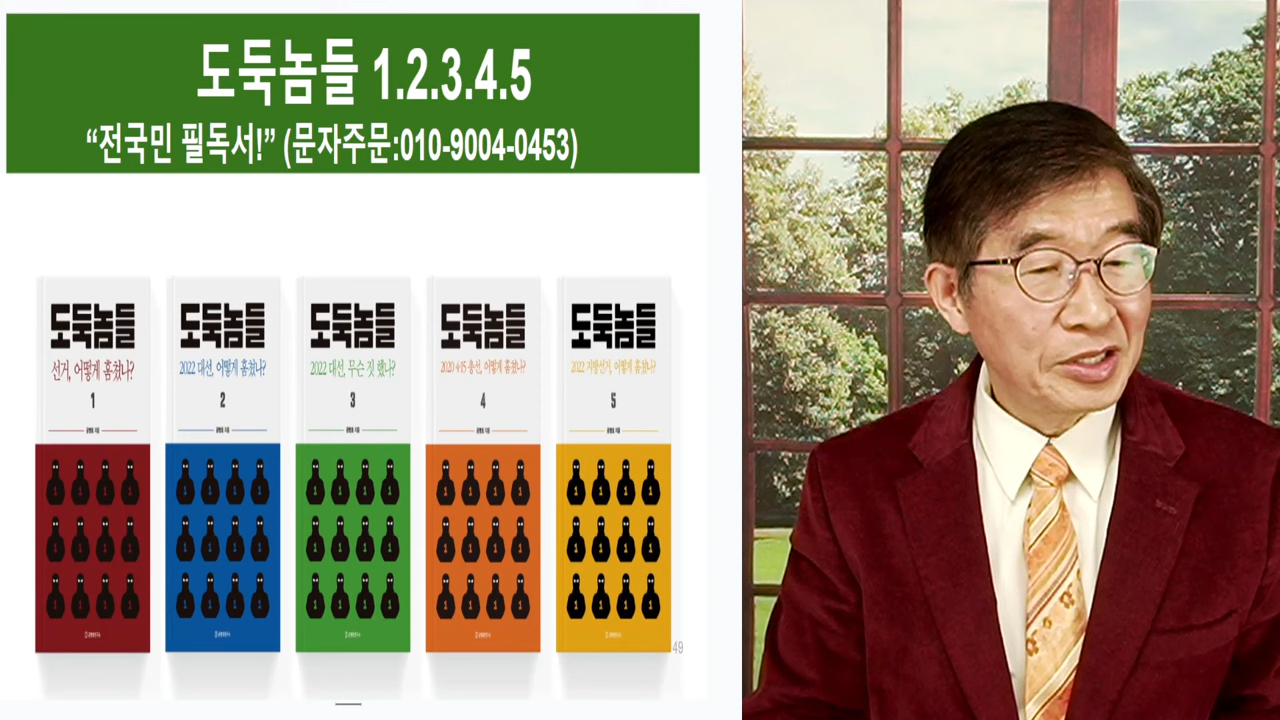 도둑놈들 1.2.3.4.5
“전국민 필독서!” (문자주문:010-9004-0453)
도둑놈들
선거, 어떻게 훔쳤나?
1
도둑놈들
2022 대선, 어떻게 훔쳤나?
2
도둑놈들
2022 대선, 무슨 짓 했나?
3
도둑놈들
2020 4·15 총선, 어떻게 훔쳤나?
4
도둑놈들
2022 지방선거, 어떻게 훔쳤나?
5
49